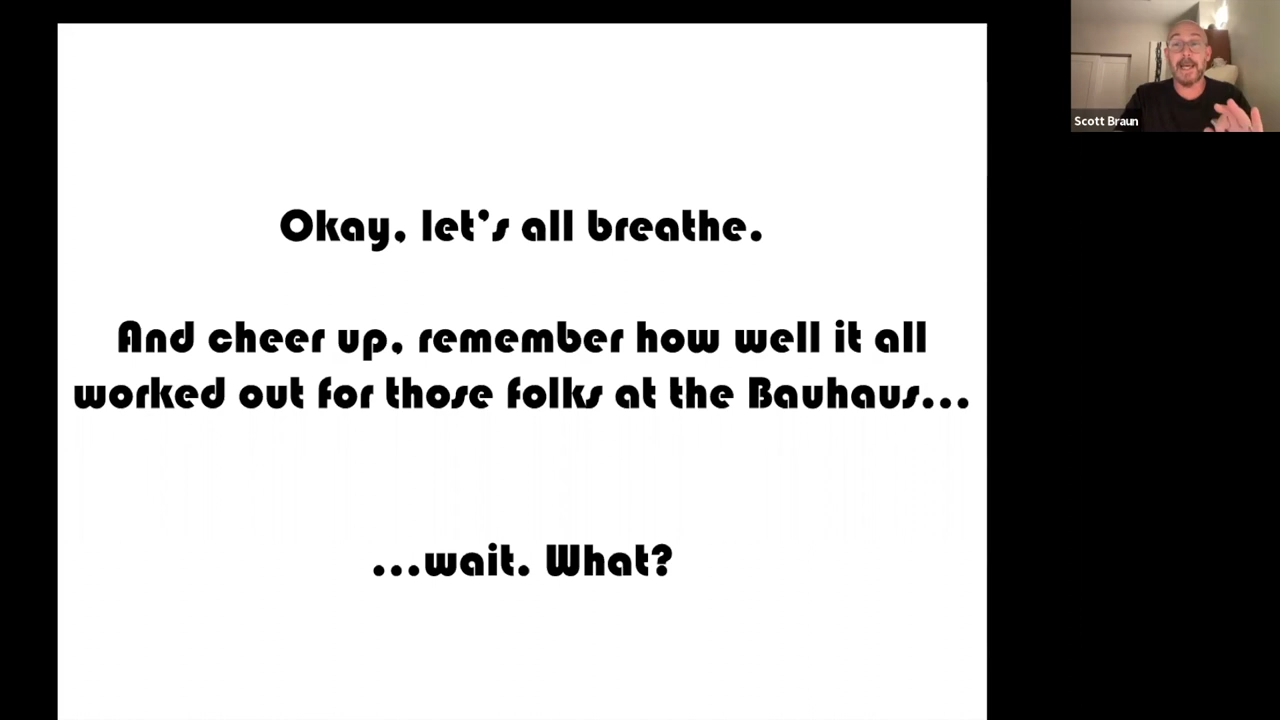 Okay, let's all breathe.
And cheer up, remember how well it all
worked out for those folks at the Bauhaus...
...wait. What?
Scott Braun